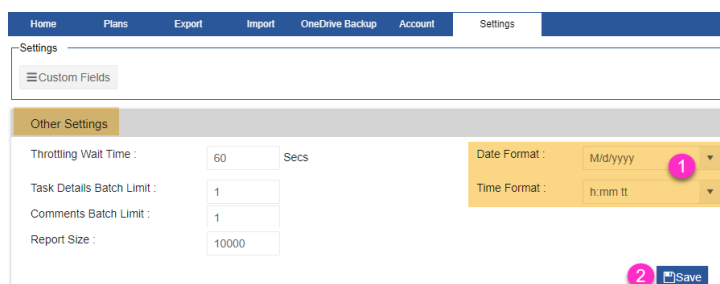 Home Plans Export Import OneDrive Backup Account Settings
Settings
Custom Fields
Other Settings
Throttling Wait Time : 60 Secs Date Format : M/d/yyyy 1
Task Details Batch Limit : 1 Time Format : h:mm tt
Comments Batch Limit : 1
Report Size : 10000
2 Save